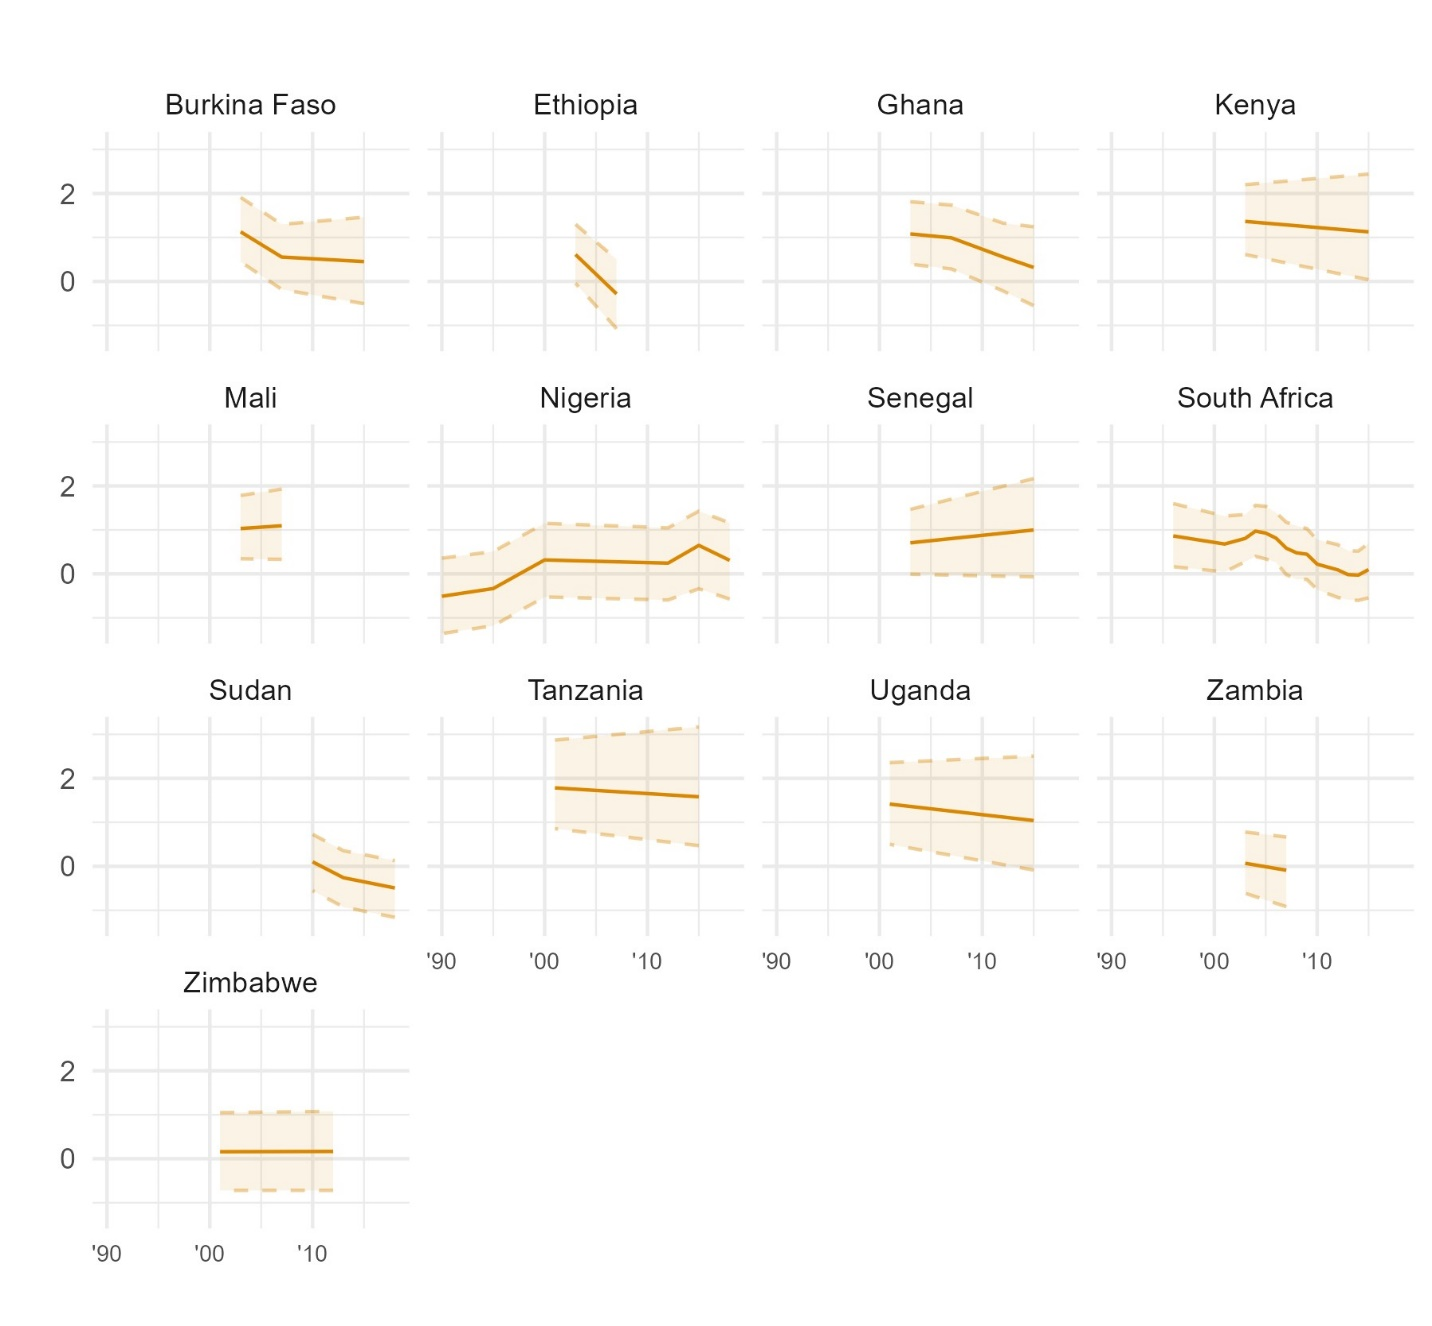 Burkina Faso Ethiopia Ghana Kenya
2
0
Mali Nigeria Senegal South Africa
2
0
Sudan Tanzania Uganda Zambia
2
0
'90 '00 '10 '90 '00 '10 '90 '00 '10
Zimbabwe
2
0
'90 '00 '10